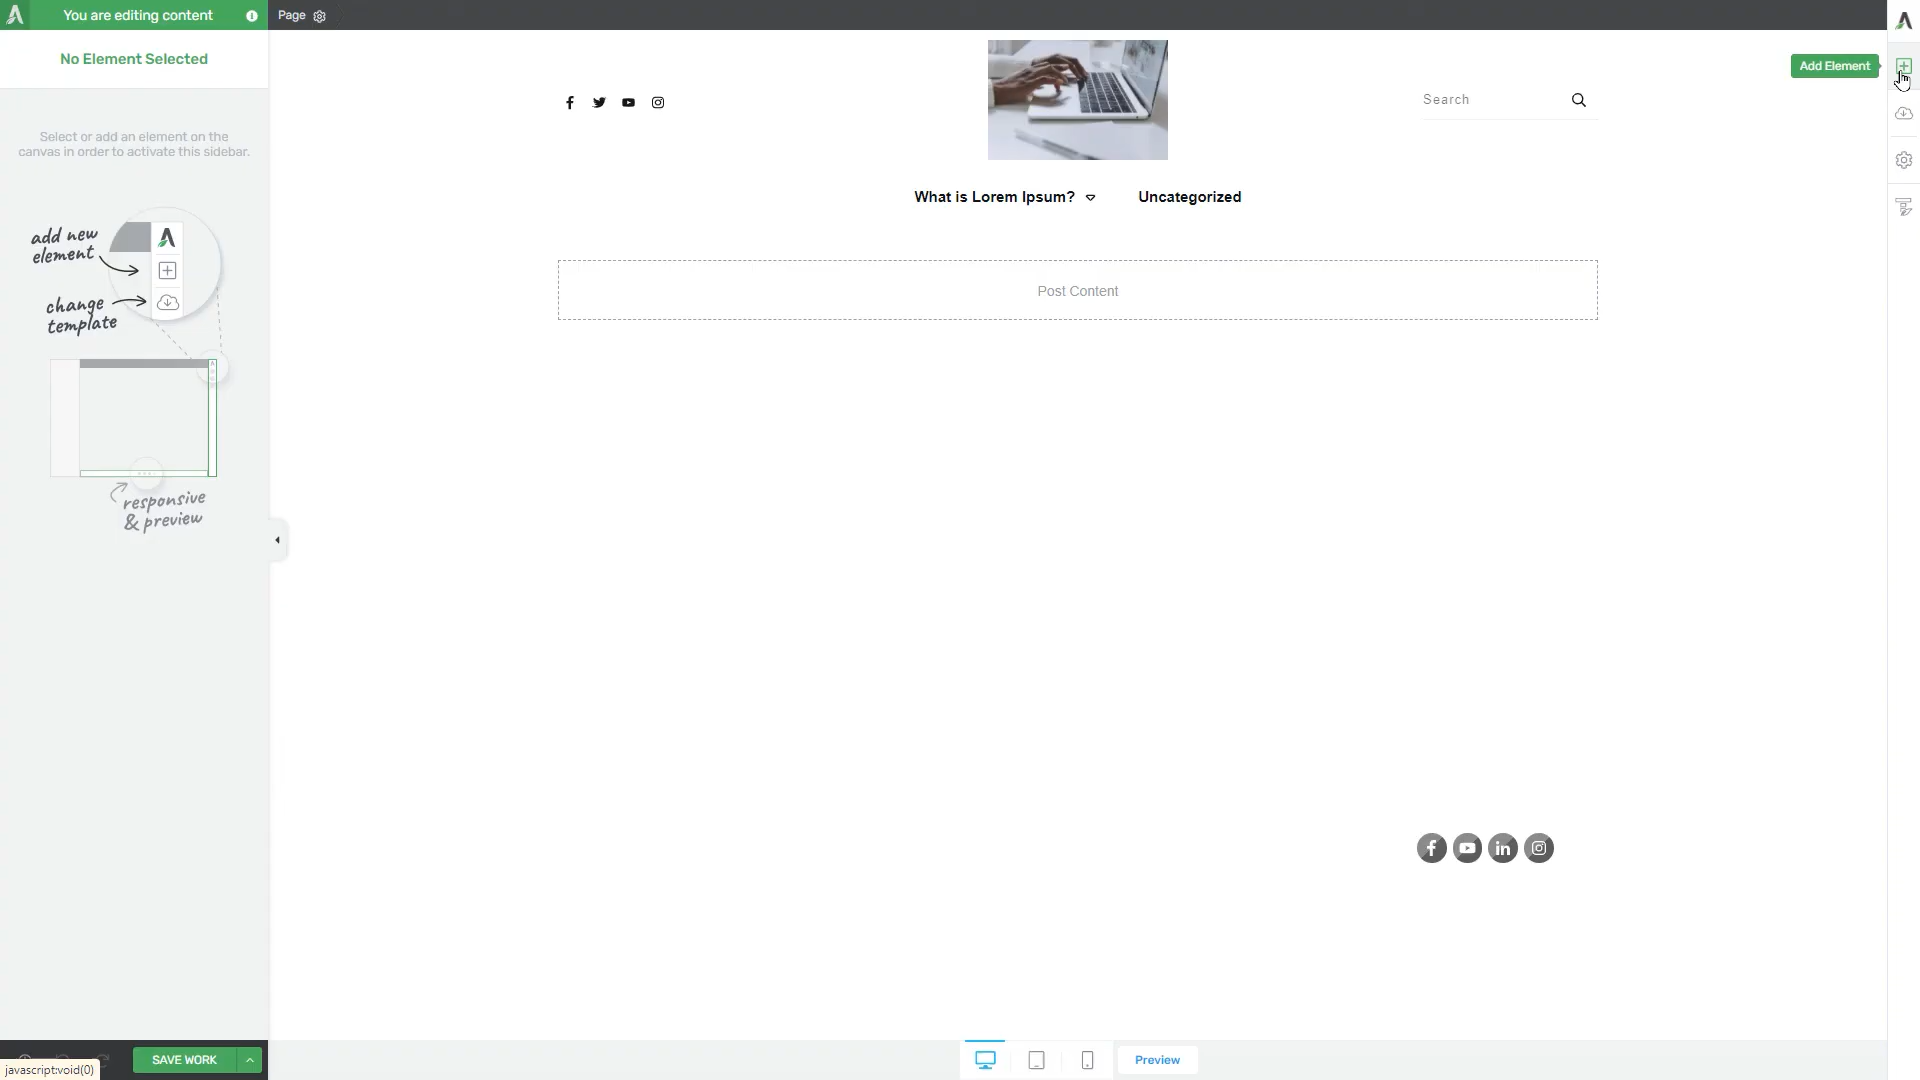 You are editing content
Page
No Element Selected
Add Element
Search
Select or add an element on the
canvas in order to activate this sidebar.
What is Lorem Ipsum?
Uncategorized
add new
element
change
template
Post Content
responsive
& preview
SAVE WORK
Preview
javascript:void(0)